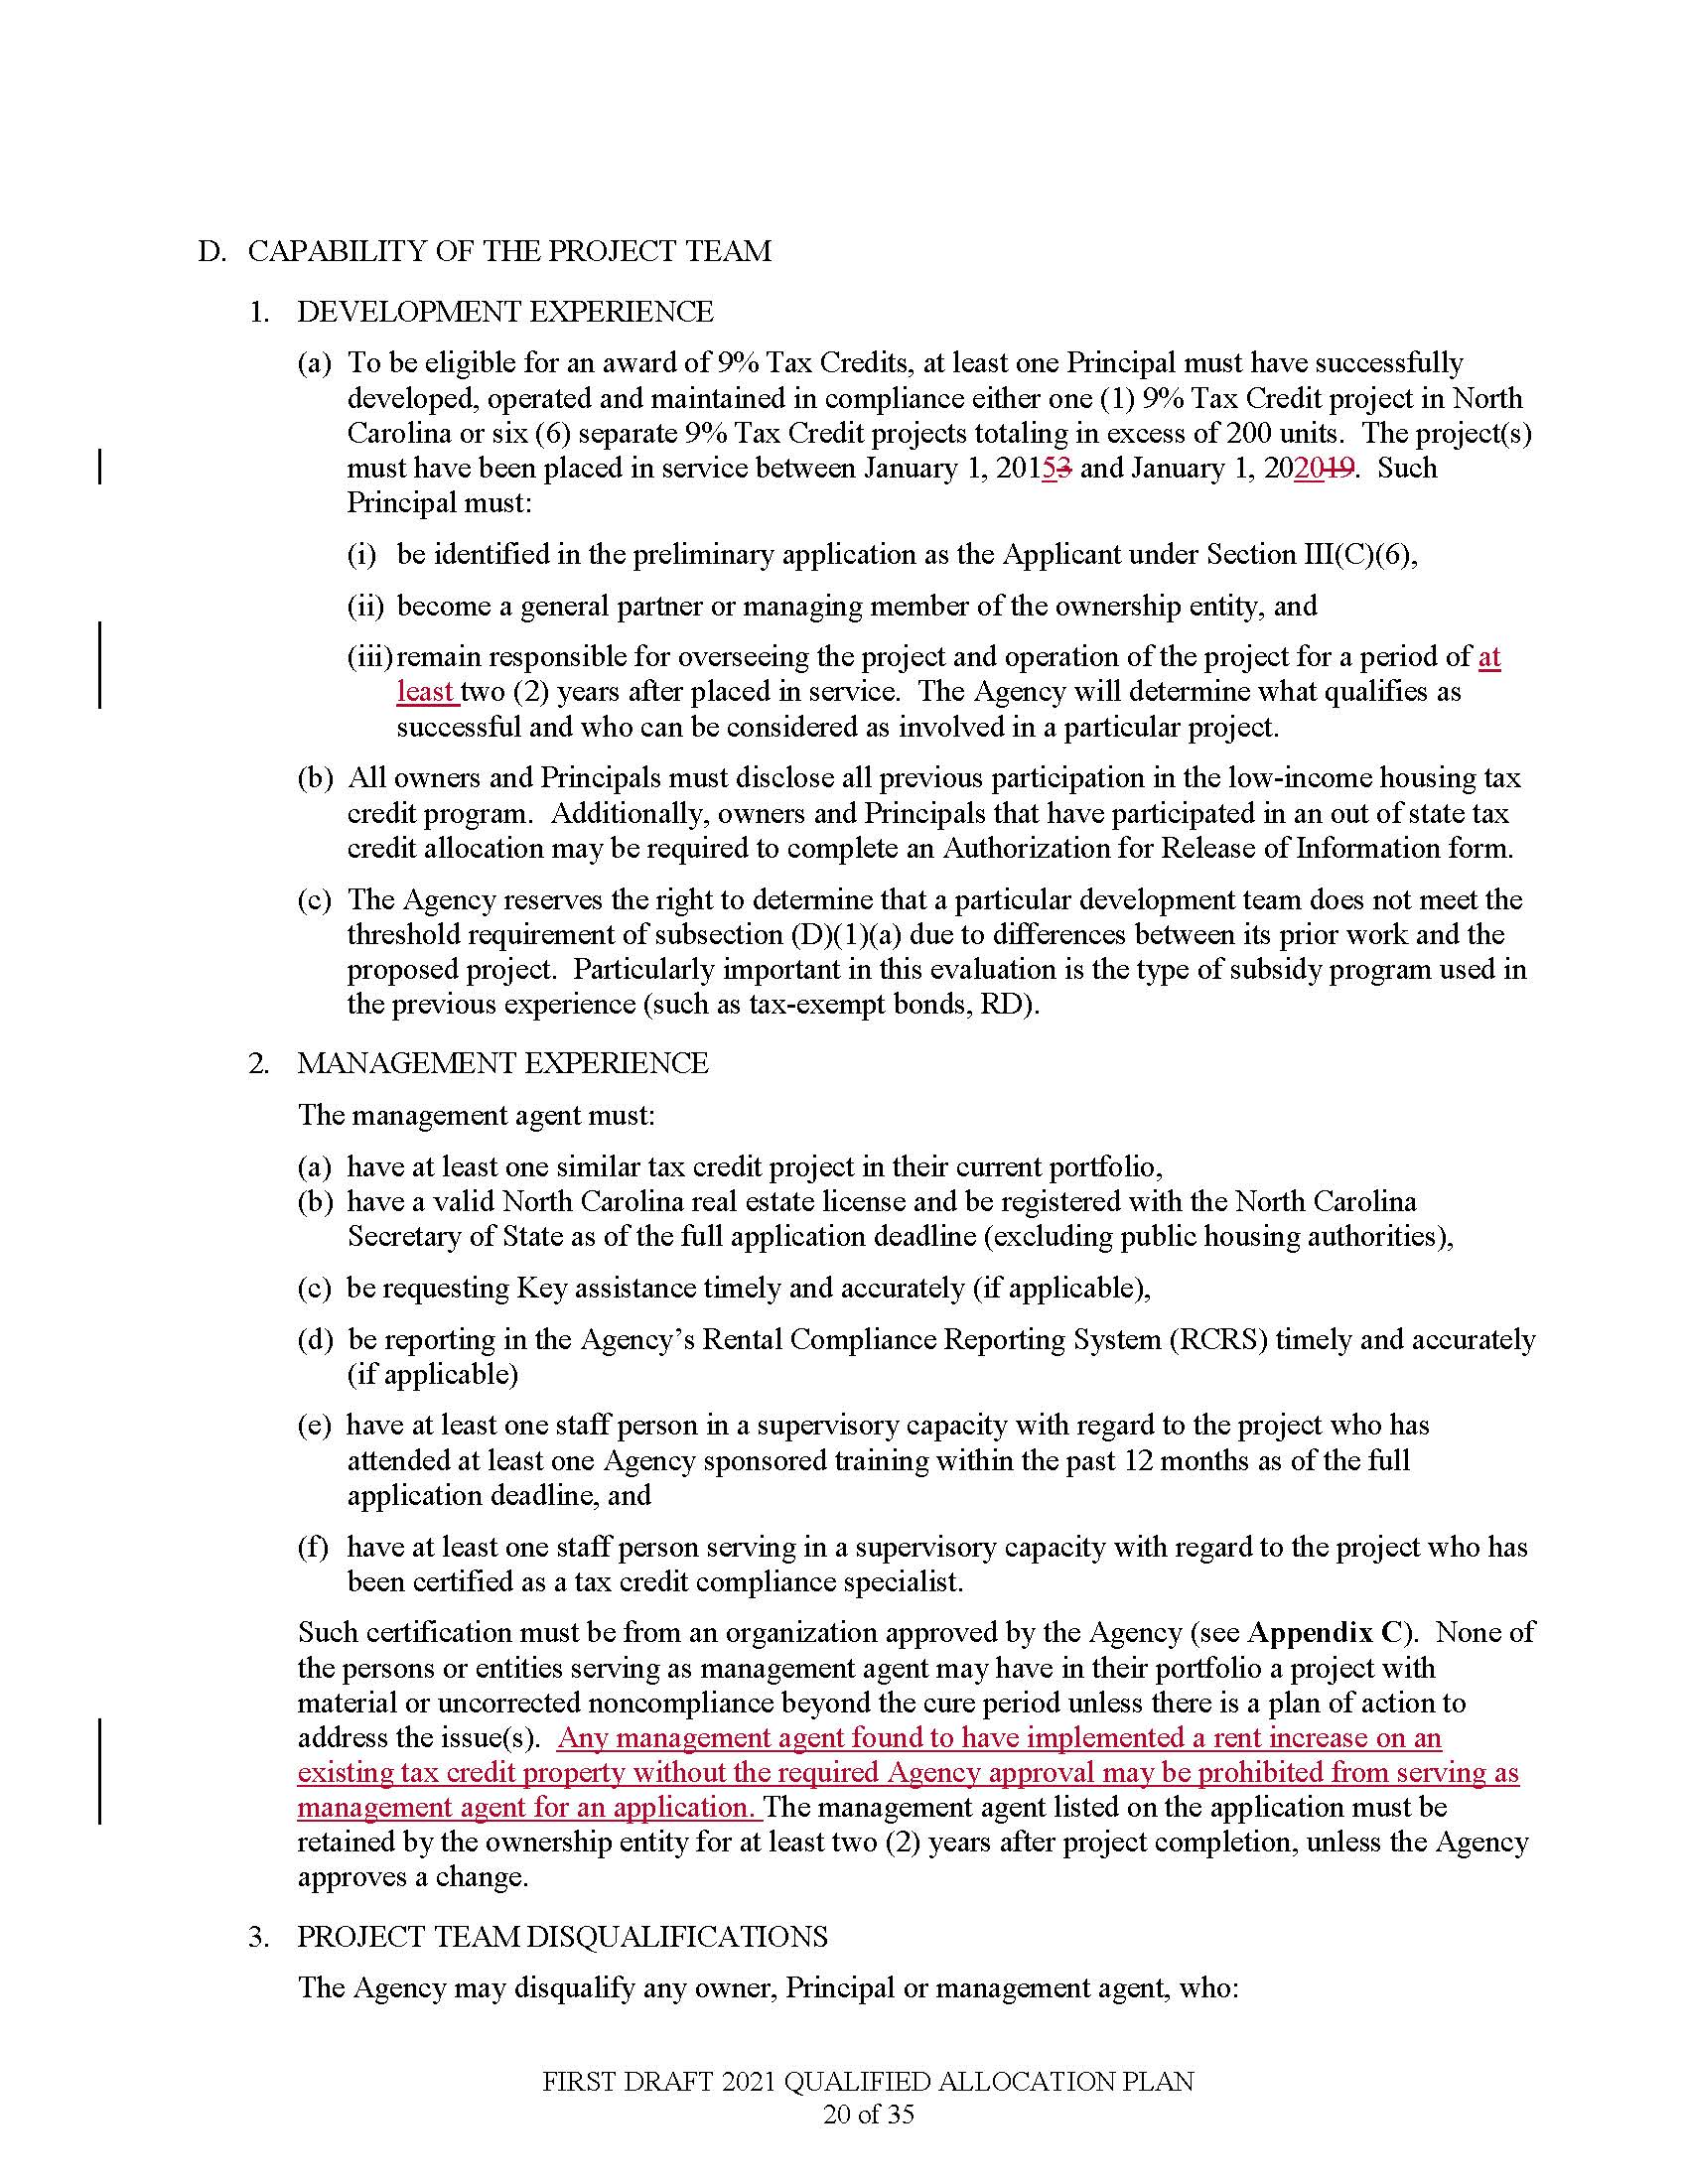 D. CAPABILITY OF THE PROJECT TEAM
1. DEVELOPMENT EXPERIENCE
(a) To be eligible for an award of 9% Tax Credits, at least one Principal must have successfully
developed, operated and maintained in compliance either one (1) 9% Tax Credit project in North
Carolina or six (6) separate 9% Tax Credit projects totaling in excess of 200 units. The project(s)
must have been placed in service between January 1, 20153 and January 1, 202019. Such
Principal must:
(i) be identified in the preliminary application as the Applicant under Section III(C)(6),
(ii) become a general partner or managing member of the ownership entity, and
(iii) remain responsible for overseeing the project and operation of the project for a period of at
least two (2) years after placed in service. The Agency will determine what qualifies as
successful and who can be considered as involved in a particular project.
(b) All owners and Principals must disclose all previous participation in the low-income housing tax
credit program. Additionally, owners and Principals that have participated in an out of state tax
credit allocation may be required to complete an Authorization for Release of Information form.
(c) The Agency reserves the right to determine that a particular development team does not meet the
threshold requirement of subsection (D)(1)(a) due to differences between its prior work and the
proposed project. Particularly important in this evaluation is the type of subsidy program used in
the previous experience (such as tax-exempt bonds, RD).
2. MANAGEMENT EXPERIENCE
The management agent must:
(a) have at least one similar tax credit project in their current portfolio,
(b) have a valid North Carolina real estate license and be registered with the North Carolina
Secretary of State as of the full application deadline (excluding public housing authorities),
(c) be requesting Key assistance timely and accurately (if applicable),
(d) be reporting in the Agency’s Rental Compliance Reporting System (RCRS) timely and accurately
(if applicable)
(e) have at least one staff person in a supervisory capacity with regard to the project who has
attended at least one Agency sponsored training within the past 12 months as of the full
application deadline, and
(f) have at least one staff person serving in a supervisory capacity with regard to the project who has
been certified as a tax credit compliance specialist.
Such certification must be from an organization approved by the Agency (see Appendix C). None of
the persons or entities serving as management agent may have in their portfolio a project with
material or uncorrected noncompliance beyond the cure period unless there is a plan of action to
address the issue(s). Any management agent found to have implemented a rent increase on an
existing tax credit property without the required Agency approval may be prohibited from serving as
management agent for an application. The management agent listed on the application must be
retained by the ownership entity for at least two (2) years after project completion, unless the Agency
approves a change.
3. PROJECT TEAM DISQUALIFICATIONS
The Agency may disqualify any owner, Principal or management agent, who:
FIRST DRAFT 2021 QUALIFIED ALLOCATION PLAN
20 of 35